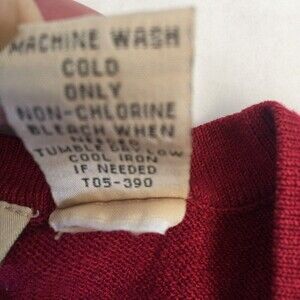 MACHINE WASH
COLD
ONLY
NON-CHLORINE
BLEACH WHEN
NEEDED
TUMBLE DRY LOW
COOL IRON
IF NEEDED
T05-390